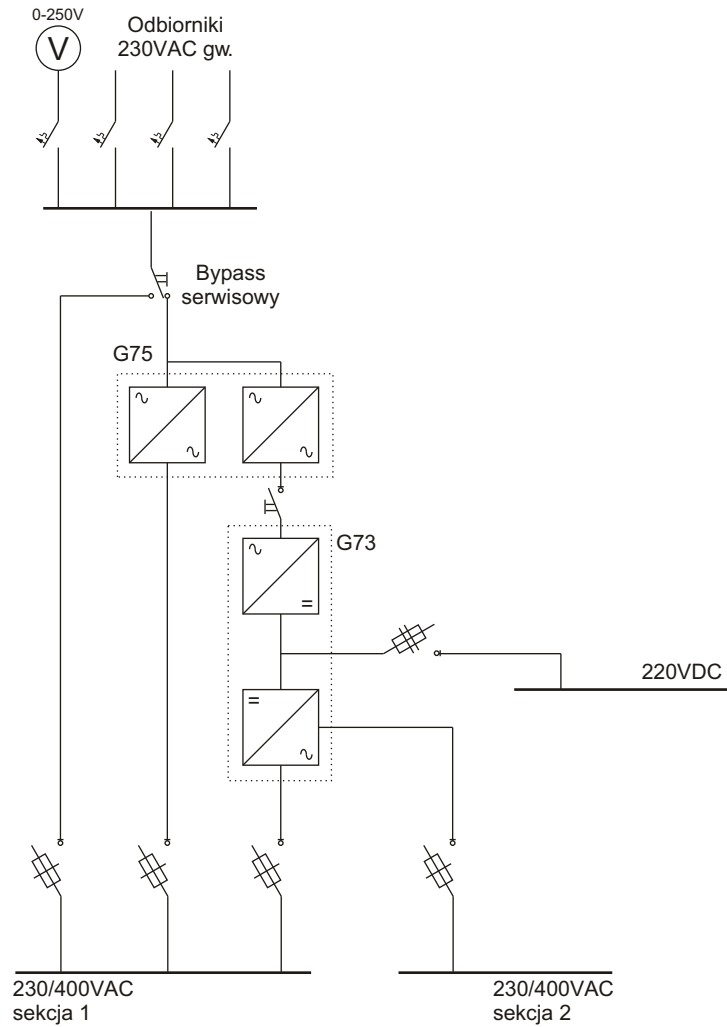 0-250V
V
Odbiorniki
230VAC gw.
Bypass
serwisowy
G75
G73
220VDC
230/400VAC
sekcja 1
230/400VAC
sekcja 2